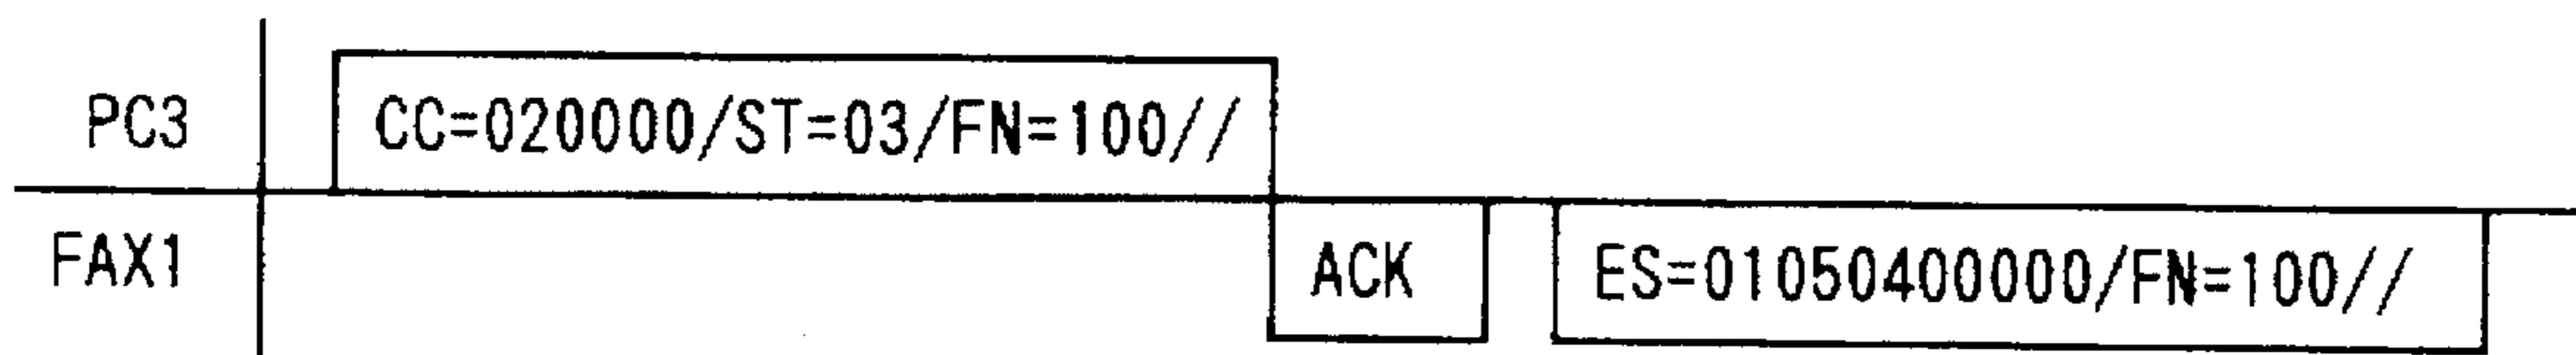 PC3 CC=020000/ST=03/FN=100//
FAX1 ACK ES=01050400000/FN=100//